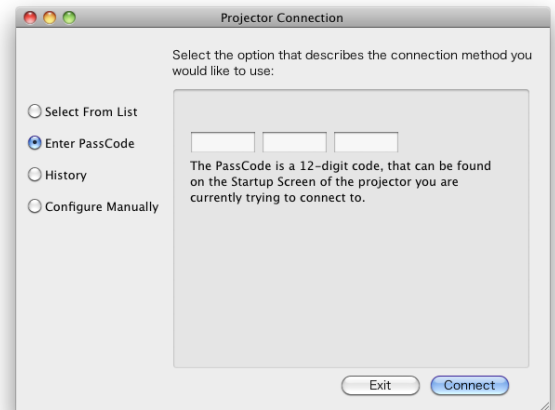 Projector Connection
Select the option that describes the connection method you
would like to use:
Select From List
Enter PassCode
History
Configure Manually
The PassCode is a 12-digit code, that can be found
on the Startup Screen of the projector you are
currently trying to connect to.
Exit
Connect